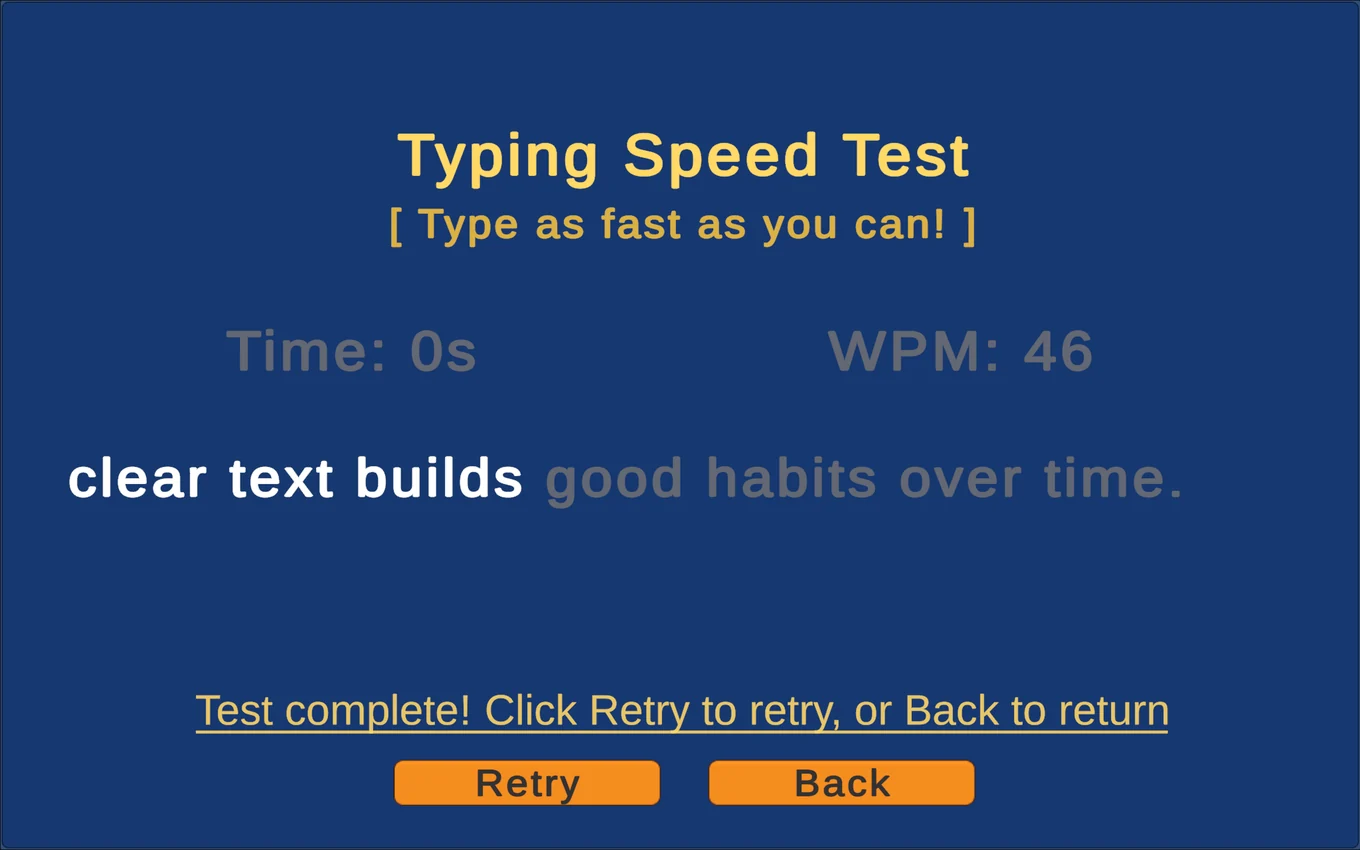 Typing Speed Test
[ Type as fast as you can! ]
Time: 0s WPM: 46
clear text builds good habits over time.
Test complete! Click Retry to retry, or Back to return
Retry Back